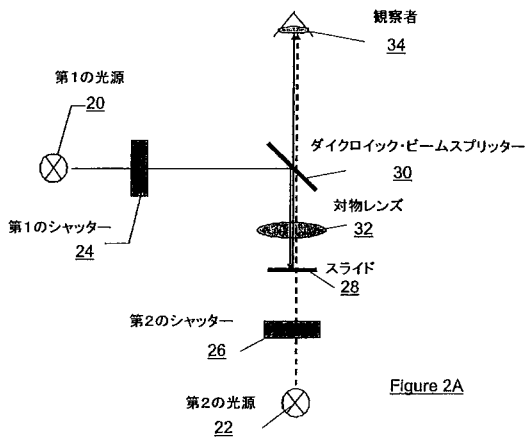 観察者
34
第1の光源
20
ダイクロイック・ビームスプリッター
30
対物レンズ
32
第1のシャッター
24
スライド
28
第2のシャッター
26
第2の光源
22
Figure 2A